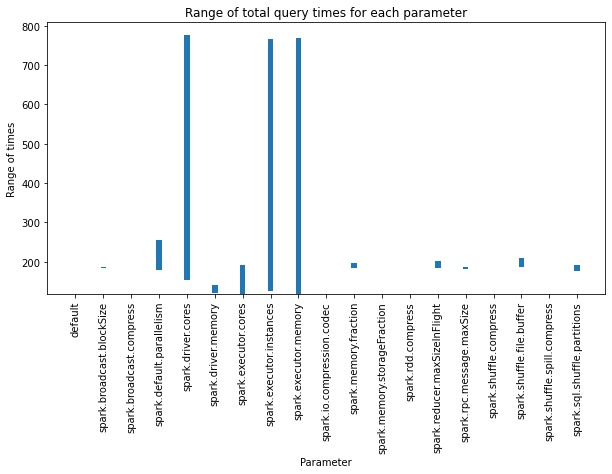 Range of total query times for each parameter
Range of times
800
700
600
500
400
300
200
default
spark.broadcast.blockSize
spark.broadcast.compress
spark.default.parallelism
spark.driver.cores
spark.driver.memory
spark.executor.cores
spark.executor.instances
spark.executor.memory
spark.io.compression.codec
spark.memory.fraction
spark.memory.storageFraction
spark.rdd.compress
spark.reducer.maxSizeInFlight
spark.rpc.message.maxSize
spark.shuffle.compress
spark.shuffle.file.buffer
spark.shuffle.spill.compress
spark.sql.shuffle.partitions
Parameter